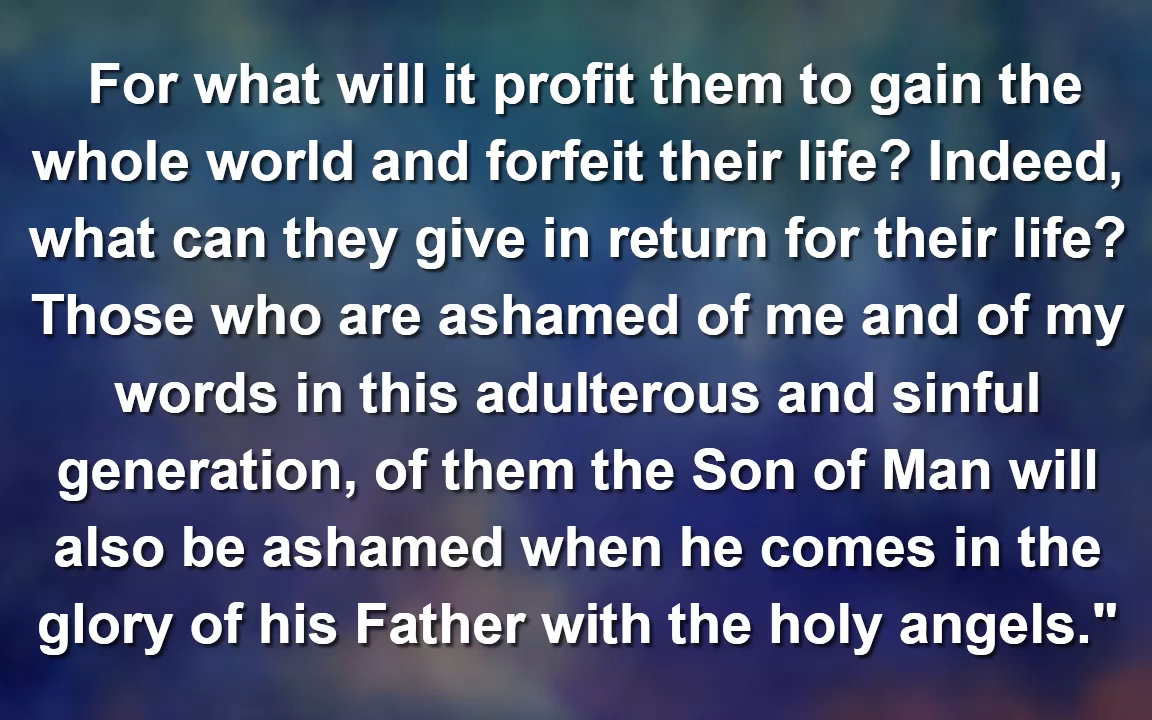 For what will it profit them to gain the
whole world and forfeit their life? Indeed,
what can they give in return for their life?
Those who are ashamed of me and of my
words in this adulterous and sinful
generation, of them the Son of Man will
also be ashamed when he comes in the
glory of his Father with the holy angels."